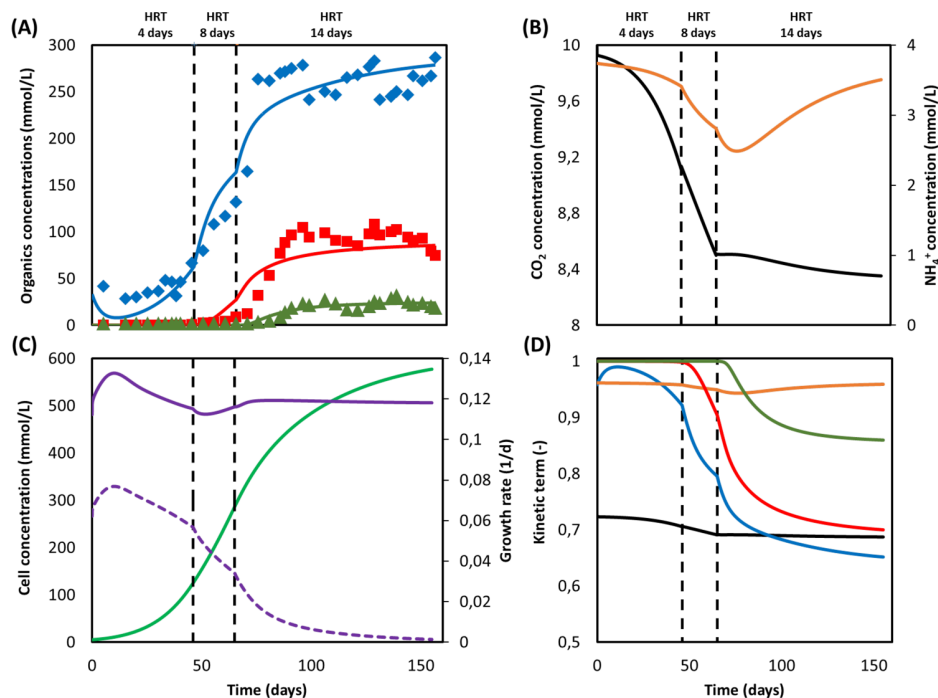 HRT HRT HRT HRT HRT HRT
4 days 8 days 14 days 4 days 8 days 14 days
(A) (B)
300 10 4
250 9,6 3
200
150 9,2 2
100 8,8 1
50 8,4
0 8 0
Organics concentrations (mmol/L)
CO₂ concentration (mmol/L)
NH₄⁺ concentration (mmol/L)
(C) (D)
600 0,14 1
500 0,12 0,9
400 0,1 0,8
300 0,08 0,7
200 0,06 0,6
100 0,04 0,5
0 0,02
0
Cell concentration (mmol/L)
Growth rate (1/d)
Kinetic term (-)
0 50 100 150 0 50 100 150
Time (days) Time (days)